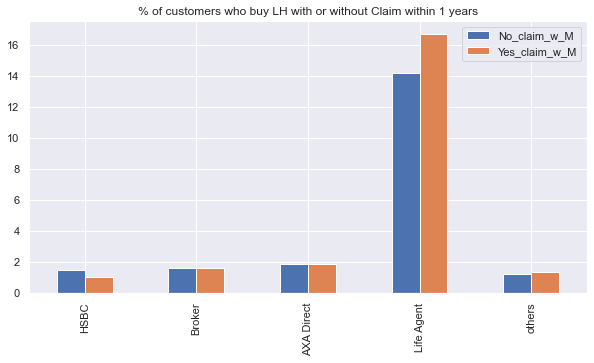 % of customers who buy LH with or without Claim within 1 years
No_claim_w_M
Yes_claim_w_M
16
14
12
10
8
6
4
2
0
HSBC
Broker
AXA Direct
Life Agent
others